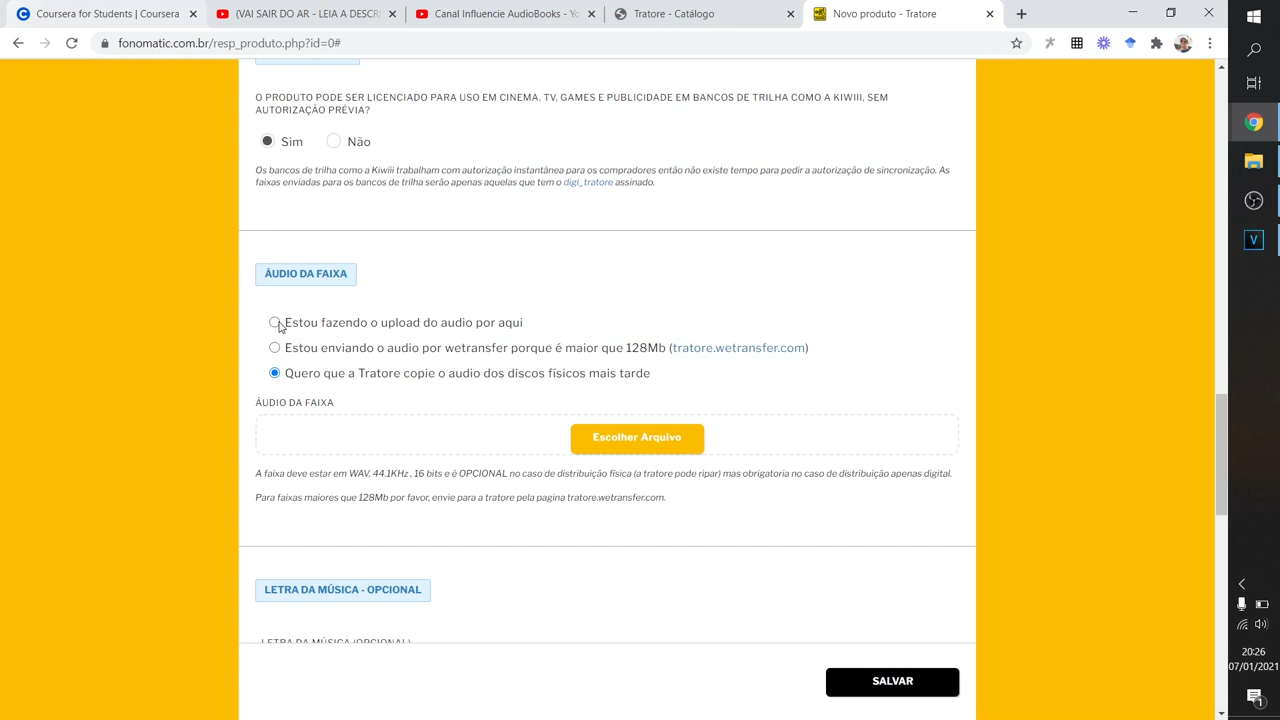 Coursera for Students | Coursera
(VAI SAIR DO AR - LEIA A DESCR
Canal Influencie AudioBooks - Yo
Tratore - Catálogo
Novo produto - Tratore
fonomatic.com.br/resp_produto.php?id=0#
O PRODUTO PODE SER LICENCIADO PARA USO EM CINEMA, TV, GAMES E PUBLICIDADE EM BANCOS DE TRILHA COMO A KIWIII, SEM
AUTORIZAÇÃO PRÉVIA?
Sim
Não
Os bancos de trilha como a Kiwiii trabalham com autorização instantânea para os compradores então não existe tempo para pedir a autorização de sincronização. As
faixas enviadas para os bancos de trilha serão apenas aquelas que tem o digi_tratore assinado.
ÁUDIO DA FAIXA
Estou fazendo o upload do audio por aqui
Estou enviando o audio por wetransfer porque é maior que 128Mb (tratore.wetransfer.com)
Quero que a Tratore copie o audio dos discos físicos mais tarde
ÁUDIO DA FAIXA
Escolher Arquivo
A faixa deve estar em WAV, 44.1KHz , 16 bits e é OPCIONAL no caso de distribuição física (a tratore pode ripar) mas obrigatoria no caso de distribuição apenas digital.
Para faixas maiores que 128Mb por favor, envie para a tratore pela pagina tratore.wetransfer.com.
LETRA DA MÚSICA - OPCIONAL
LETRA DA MÚSICA (OPCIONAL)
SALVAR
V
20:26
07/01/2021
1